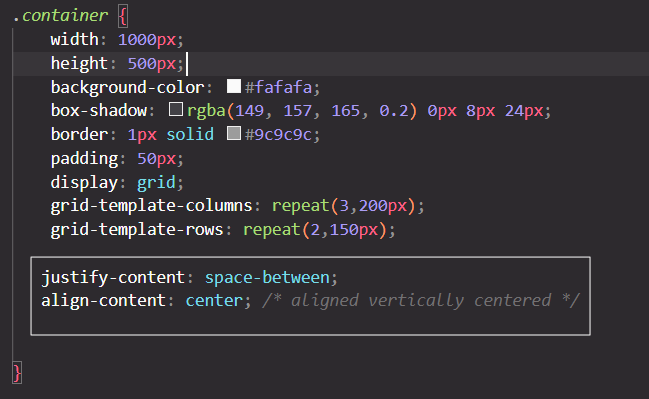 .container {
width: 1000px;
height: 500px;
background-color: #fafafa;
box-shadow: rgba(149, 157, 165, 0.2) 0px 8px 24px;
border: 1px solid #9c9c9c;
padding: 50px;
display: grid;
grid-template-columns: repeat(3,200px);
grid-template-rows: repeat(2,150px);
justify-content: space-between;
align-content: center; /* aligned vertically centered */
}